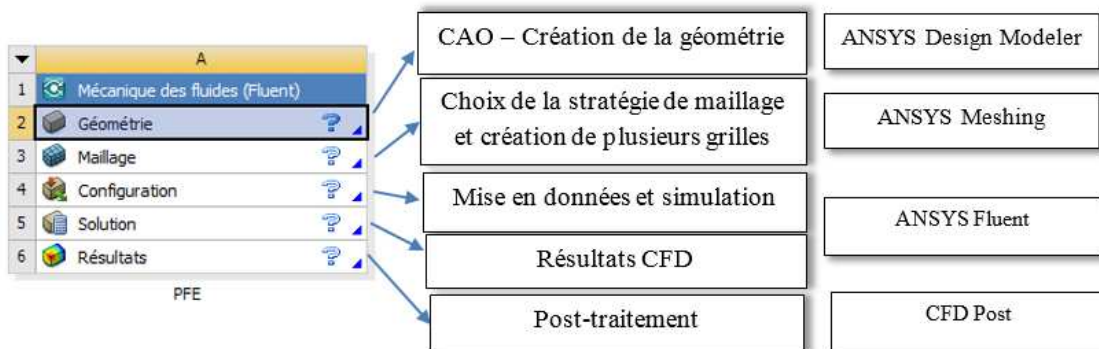 A
1 Mécanique des fluides (Fluent)
2 Géométrie ?
3 Maillage ?
4 Configuration ?
5 Solution ?
6 Résultats ?
PFE
CAO – Création de la géométrie
Choix de la stratégie de maillage
et création de plusieurs grilles
Mise en données et simulation
Résultats CFD
Post-traitement
ANSYS Design Modeler
ANSYS Meshing
ANSYS Fluent
CFD Post